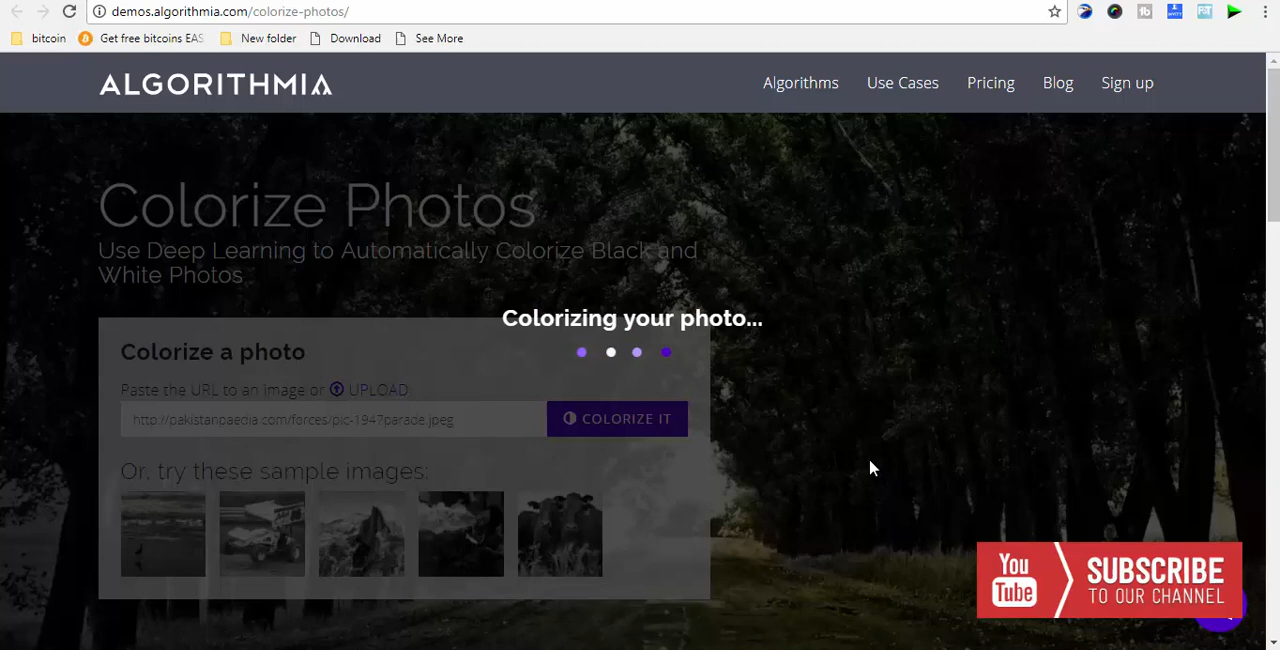 demos.algorithmia.com/colorize-photos/
bitcoin
Get free bitcoins EAS
New folder
Download
See More
ALGORITHMIA
Algorithms
Use Cases
Pricing
Blog
Sign up
Colorize Photos
Use Deep Learning to Automatically Colorize Black and
White Photos
Colorizing your photo...
Colorize a photo
Paste the URL to an image or UPLOAD
http://pakistanpaedia.com/forces/pic-1947parade.jpeg
COLORIZE IT
Or, try these sample images:
You
Tube
SUBSCRIBE
TO OUR CHANNEL